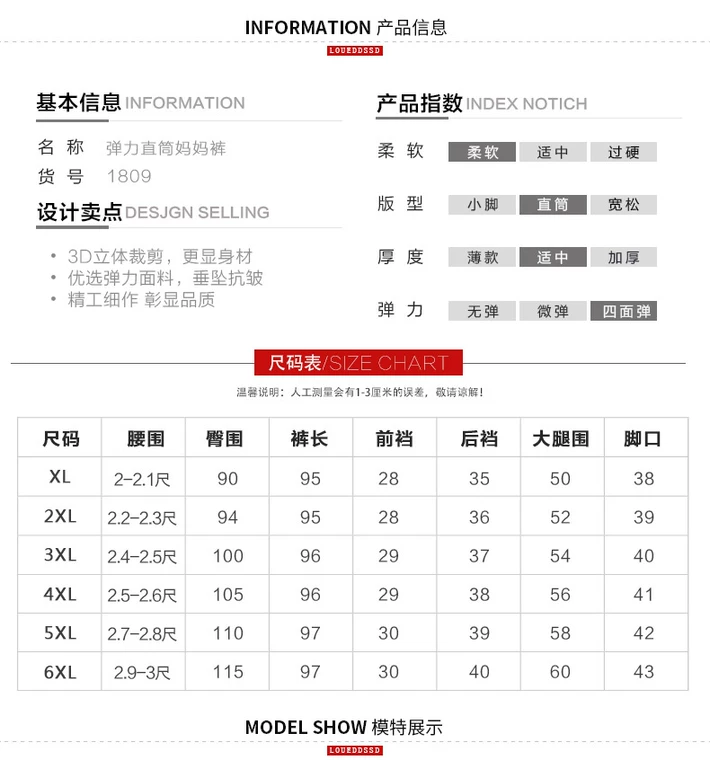 INFORMATION 产品信息
LOUEDDSSD
基本信息 INFORMATION
名 称 弹力直筒妈妈裤
货 号 1809
设计卖点 DESJGN SELLING
• 3D立体裁剪，更显身材
• 优选弹力面料，垂坠抗皱
• 精工细作 彰显品质
产品指数 INDEX NOTICH
柔 软 柔软 适中 过硬
版 型 小脚 直筒 宽松
厚 度 薄款 适中 加厚
弹 力 无弹 微弹 四面弹
尺码表/SIZE CHART
温馨说明：人工测量会有1-3厘米的误差，敬请谅解！
尺码 腰围 臀围 裤长 前裆 后裆 大腿围 脚口
XL 2-2.1尺 90 95 28 35 50 38
2XL 2.2-2.3尺 94 95 28 36 52 39
3XL 2.4-2.5尺 100 96 29 37 54 40
4XL 2.5-2.6尺 105 96 29 38 56 41
5XL 2.7-2.8尺 110 97 30 39 58 42
6XL 2.9-3尺 115 97 30 40 60 43
MODEL SHOW 模特展示
LOUEDDSSD